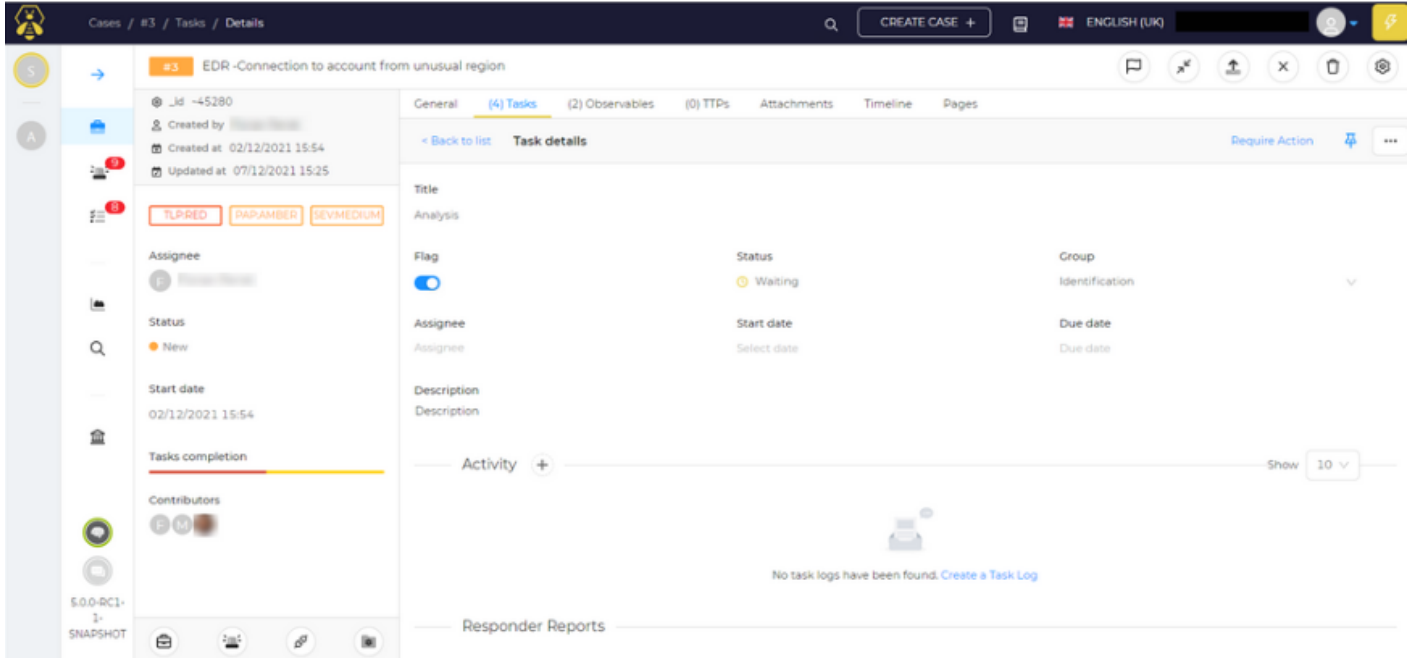 Cases / #3 / Tasks / Details
CREATE CASE +
ENGLISH (UK)
S
A
#3 EDR -Connection to account from unusual region
_id ~45280
Created by
Created at 02/12/2021 15:54
Updated at 07/12/2021 15:25
9
8
TLP:RED PAP:AMBER SEV:MEDIUM
Assignee
F
Status
New
Start date
02/12/2021 15:54
Tasks completion
Contributors
F M
5.0.0-RC1-
1-
SNAPSHOT
General (4) Tasks (2) Observables (0) TTPs Attachments Timeline Pages
< Back to list Task details Require Action
Title
Analysis
Flag Status Group
Waiting Identification
Assignee Start date Due date
Assignee Select date Due date
Description
Description
Activity + Show 10
No task logs have been found. Create a Task Log
Responder Reports